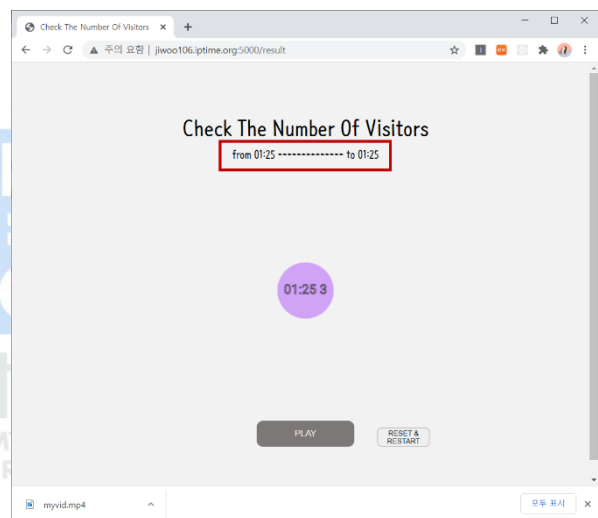 Check The Number Of Visitors
주의 요함 | jiwoo106.iptime.org:5000/result
Check The Number Of Visitors
from 01:25 -------------- to 01:25
01:25 3
PLAY
RESET &
RESTART
myvid.mp4
모두 표시